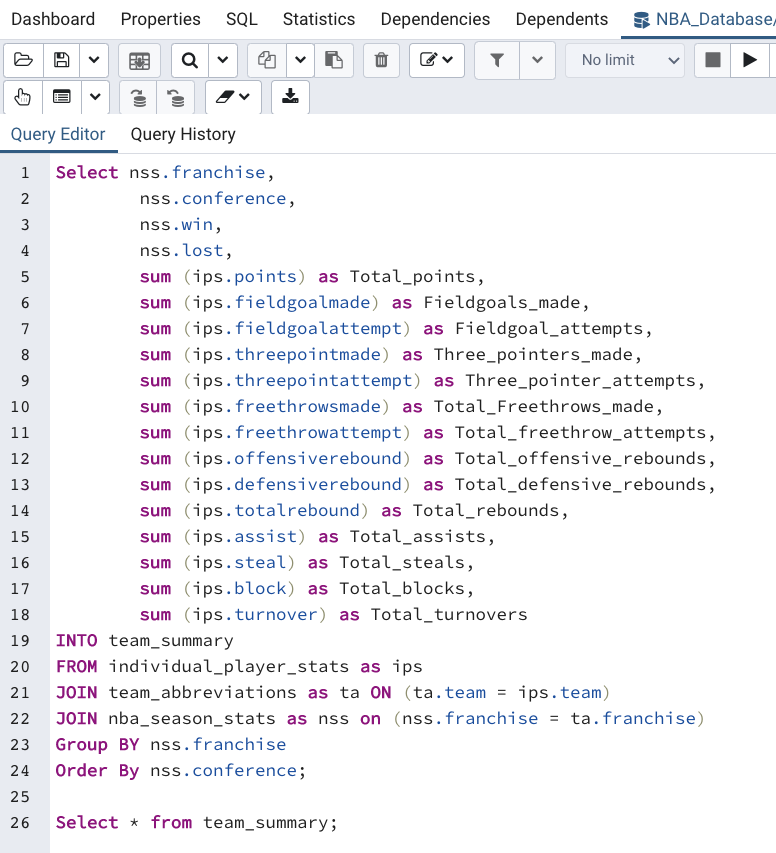 Dashboard Properties SQL Statistics Dependencies Dependents NBA_Database/
No limit
Query Editor Query History
1 Select nss.franchise,
2 nss.conference,
3 nss.win,
4 nss.lost,
5 sum (ips.points) as Total_points,
6 sum (ips.fieldgoalmade) as Fieldgoals_made,
7 sum (ips.fieldgoalattempt) as Fieldgoal_attempts,
8 sum (ips.threepointmade) as Three_pointers_made,
9 sum (ips.threepointattempt) as Three_pointer_attempts,
10 sum (ips.freethrowsmade) as Total_Freethrows_made,
11 sum (ips.freethrowattempt) as Total_freethrow_attempts,
12 sum (ips.offensiverebound) as Total_offensive_rebounds,
13 sum (ips.defensiverebound) as Total_defensive_rebounds,
14 sum (ips.totalrebound) as Total_rebounds,
15 sum (ips.assist) as Total_assists,
16 sum (ips.steal) as Total_steals,
17 sum (ips.block) as Total_blocks,
18 sum (ips.turnover) as Total_turnovers
19 INTO team_summary
20 FROM individual_player_stats as ips
21 JOIN team_abbreviations as ta ON (ta.team = ips.team)
22 JOIN nba_season_stats as nss on (nss.franchise = ta.franchise)
23 Group BY nss.franchise
24 Order By nss.conference;
25
26 Select * from team_summary;